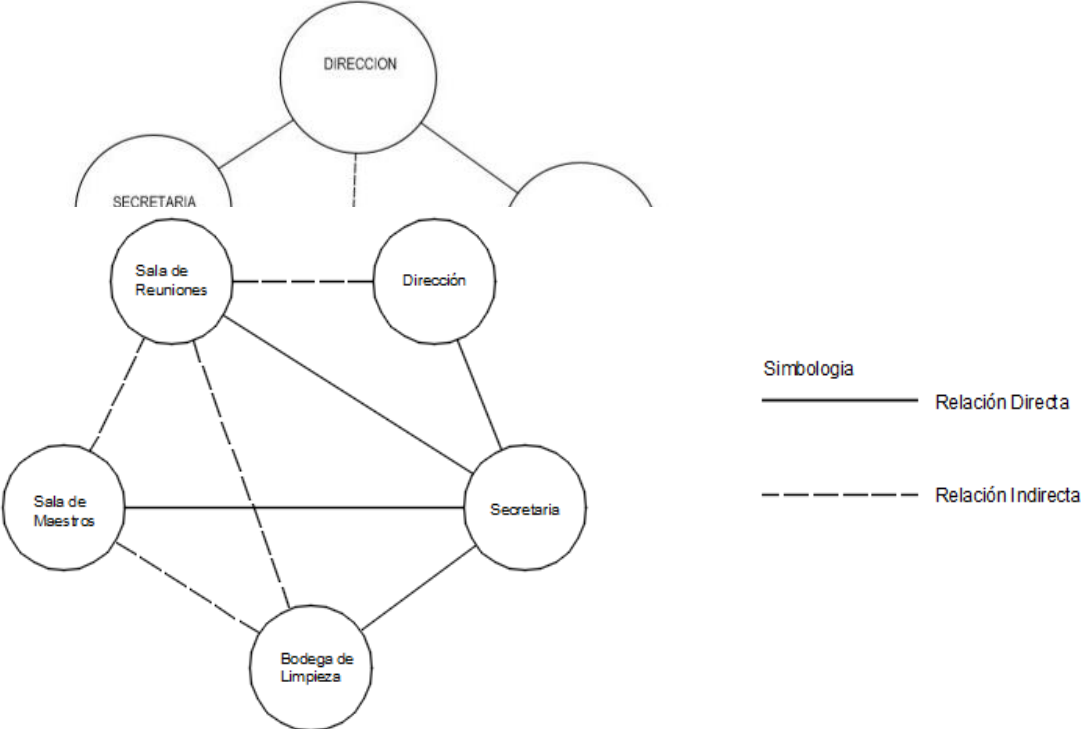 DIRECCION
SECRETARIA
Sala de
Reuniones
Dirección
Simbologia
Relación Directa
Relación Indirecta
Sala de
Maestros
Secretaria
Bodega de
Limpieza